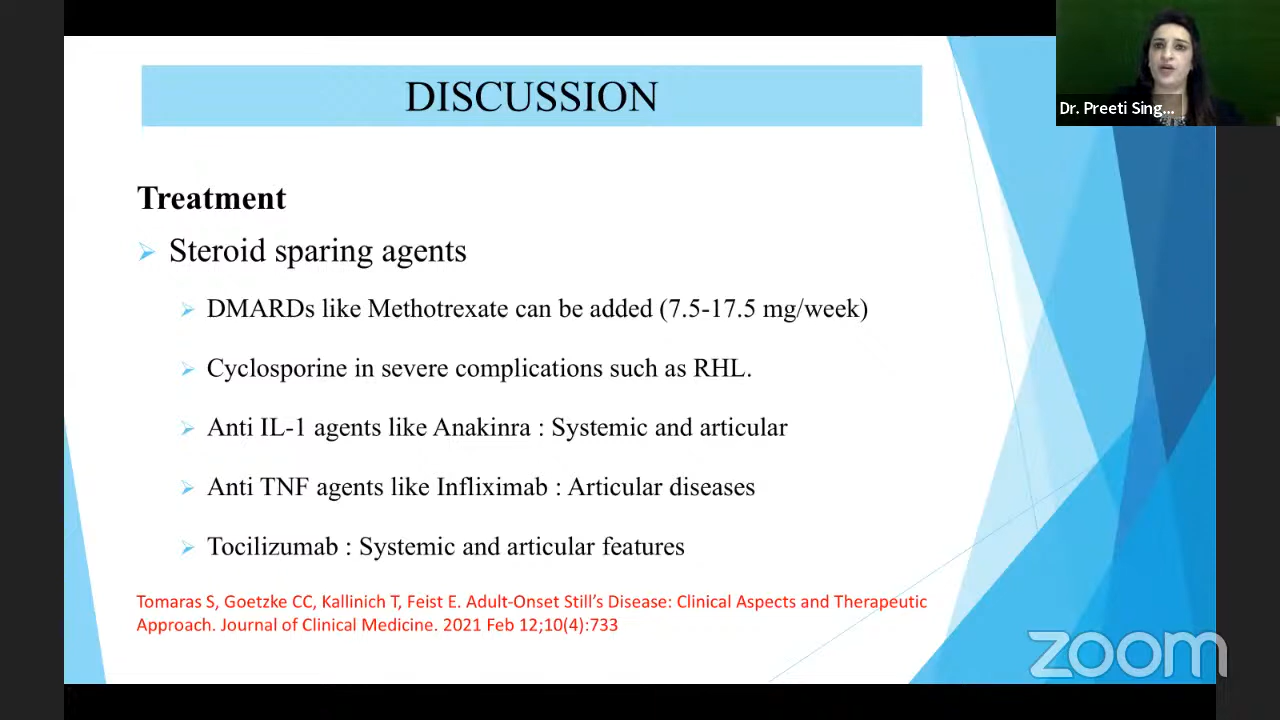 DISCUSSION
Dr. Preeti Sing...
Treatment
Steroid sparing agents
DMARDs like Methotrexate can be added (7.5-17.5 mg/week)
Cyclosporine in severe complications such as RHL.
Anti IL-1 agents like Anakinra : Systemic and articular
Anti TNF agents like Infliximab : Articular diseases
Tocilizumab : Systemic and articular features
Tomaras S, Goetzke CC, Kallinich T, Feist E. Adult-Onset Still’s Disease: Clinical Aspects and Therapeutic
Approach. Journal of Clinical Medicine. 2021 Feb 12;10(4):733
zoom